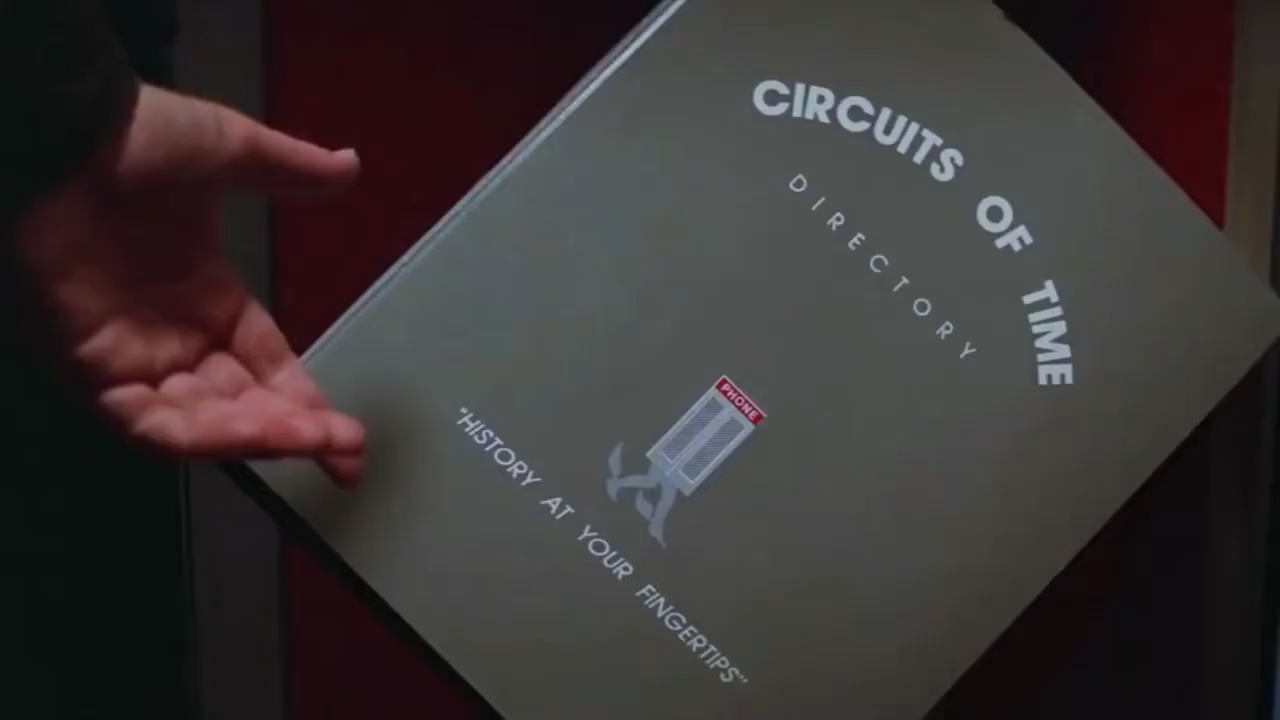 CIRCUITS OF TIME
DIRECTORY
PHONE
"HISTORY AT YOUR FINGERTIPS"